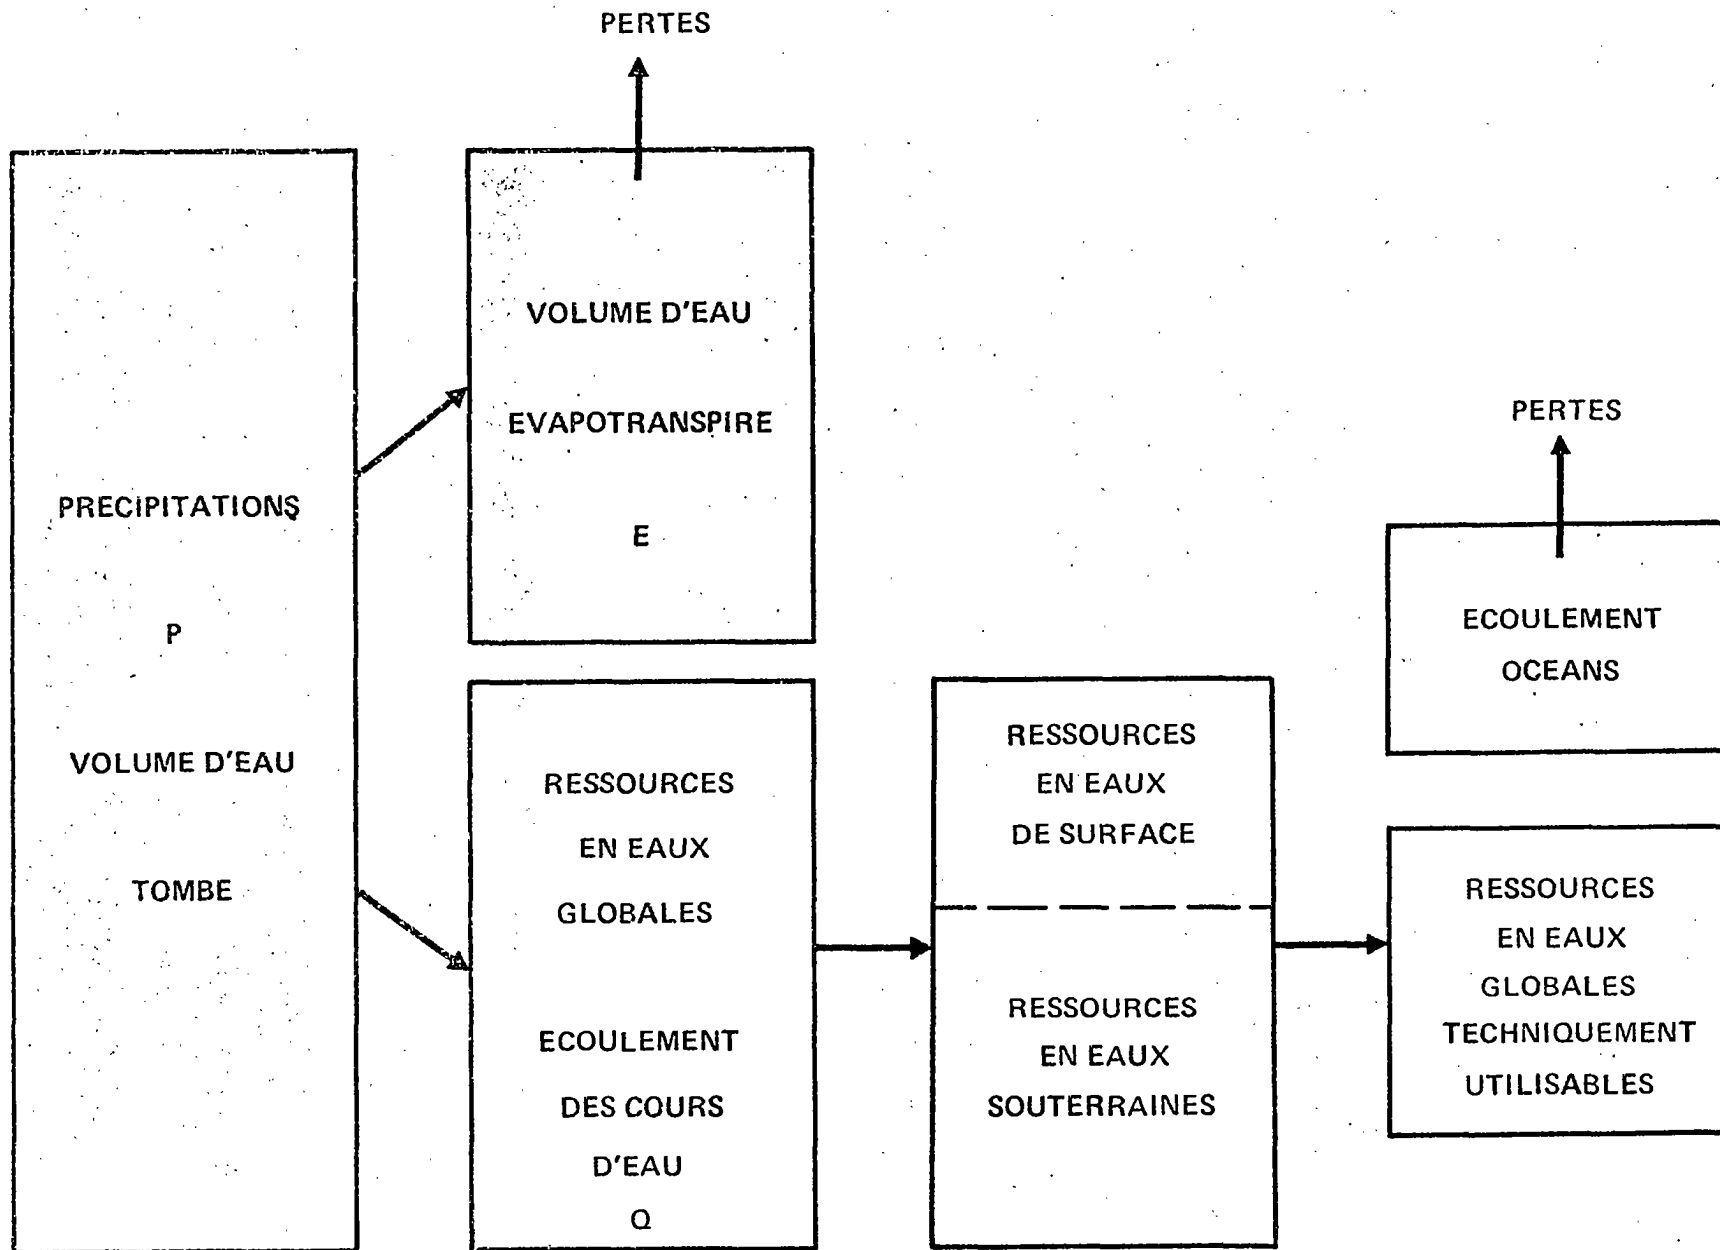 PERTES
PRECIPITATIONS
P
VOLUME D'EAU
TOMBE
VOLUME D'EAU
EVAPOTRANSPIRE
E
RESSOURCES
EN EAUX
GLOBALES
ECOULEMENT
DES COURS
D'EAU
Q
RESSOURCES
EN EAUX
DE SURFACE
RESSOURCES
EN EAUX
SOUTERRAINES
PERTES
ECOULEMENT
OCEANS
RESSOURCES
EN EAUX
GLOBALES
TECHNIQUEMENT
UTILISABLES